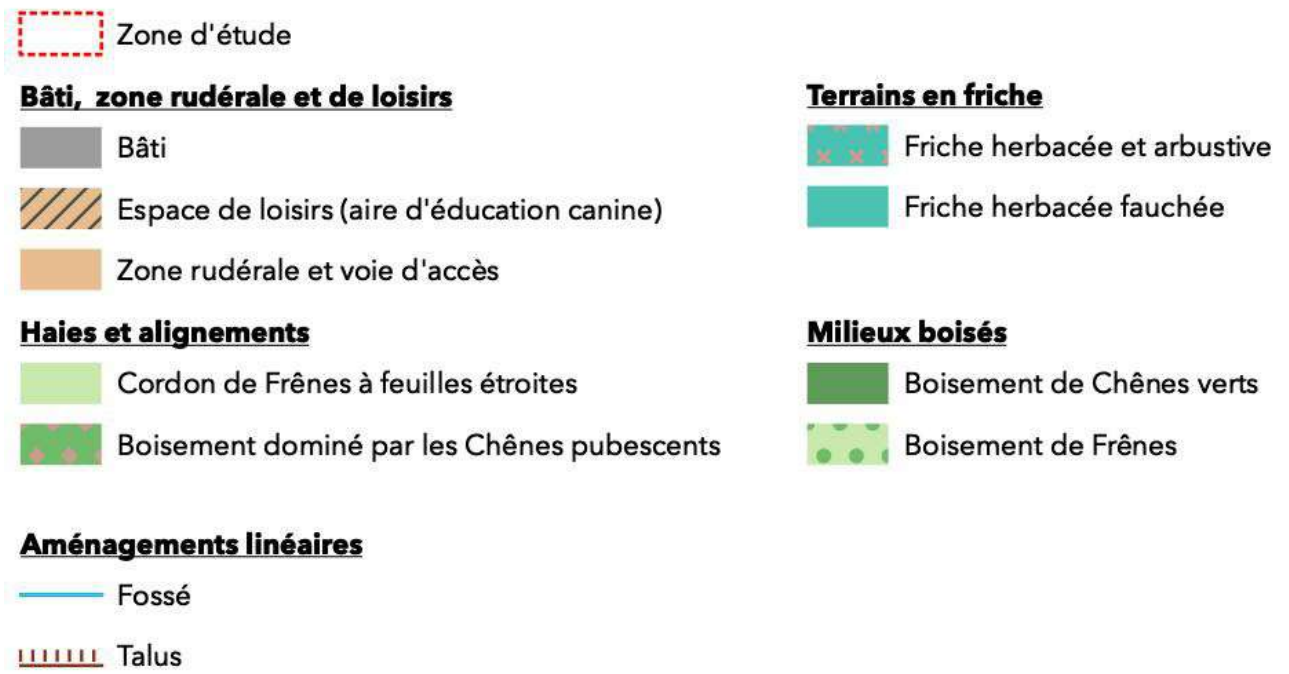 Zone d'étude
Bâti, zone rudérale et de loisirs
Bâti
Espace de loisirs (aire d'éducation canine)
Zone rudérale et voie d'accès
Terrains en friche
Friche herbacée et arbustive
Friche herbacée fauchée
Haies et alignements
Cordon de Frênes à feuilles étroites
Boisement dominé par les Chênes pubescents
Milieux boisés
Boisement de Chênes verts
Boisement de Frênes
Aménagements linéaires
Fossé
Talus